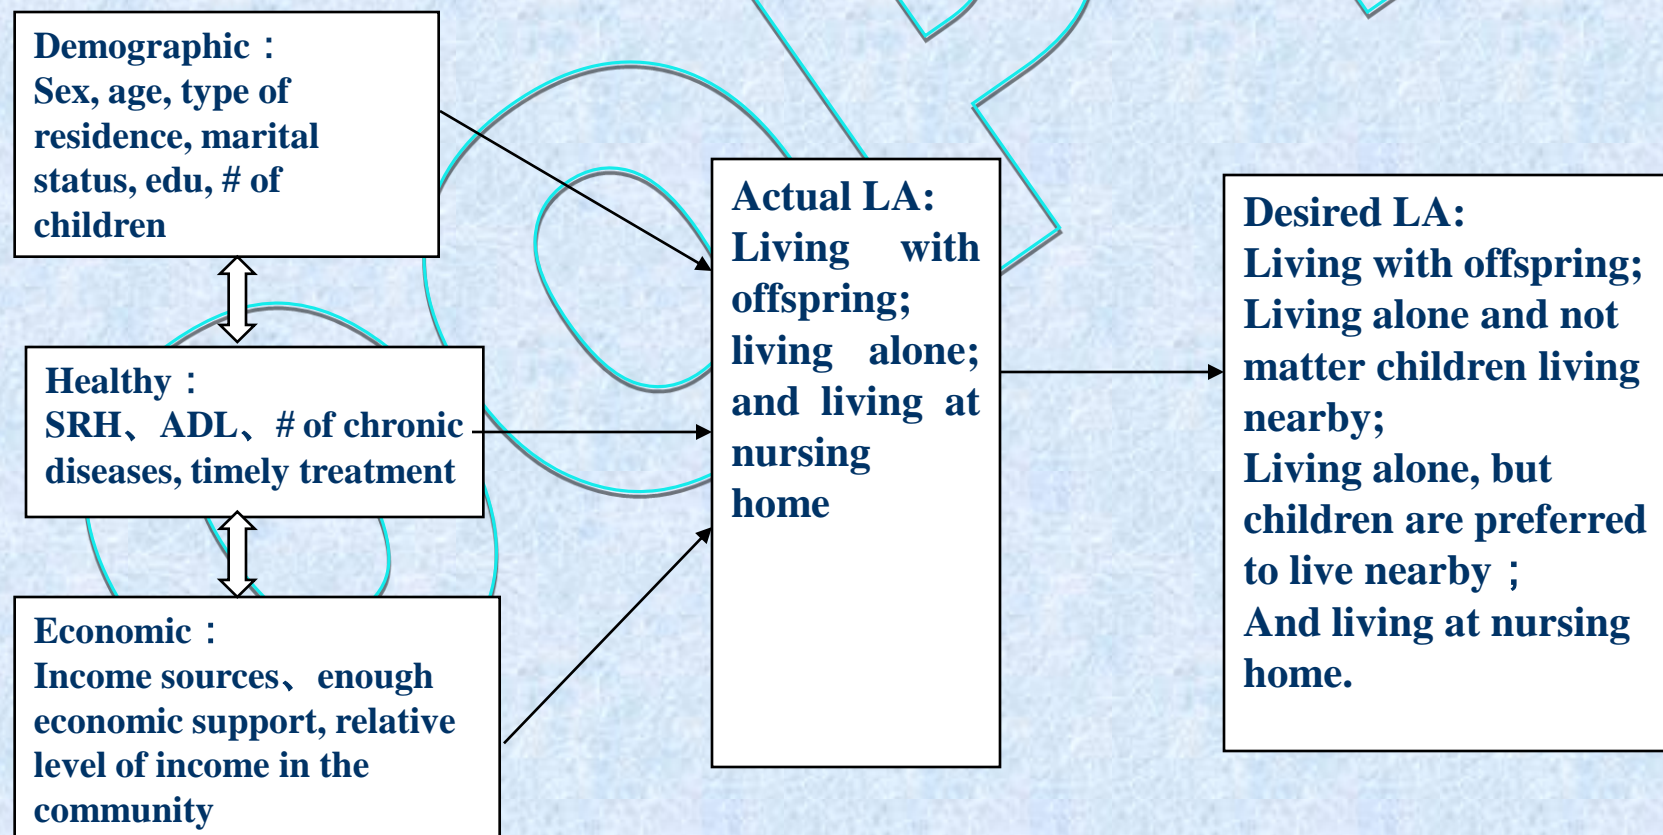 Demographic：
Sex, age, type of
residence, marital
status, edu, # of
children
Healthy：
SRH、ADL、# of chronic
diseases, timely treatment
Economic：
Income sources、enough
economic support, relative
level of income in the
community
Actual LA:
Living with
offspring;
living alone;
and living at
nursing
home
Desired LA:
Living with offspring;
Living alone and not
matter children living
nearby;
Living alone, but
children are preferred
to live nearby；
And living at nursing
home.